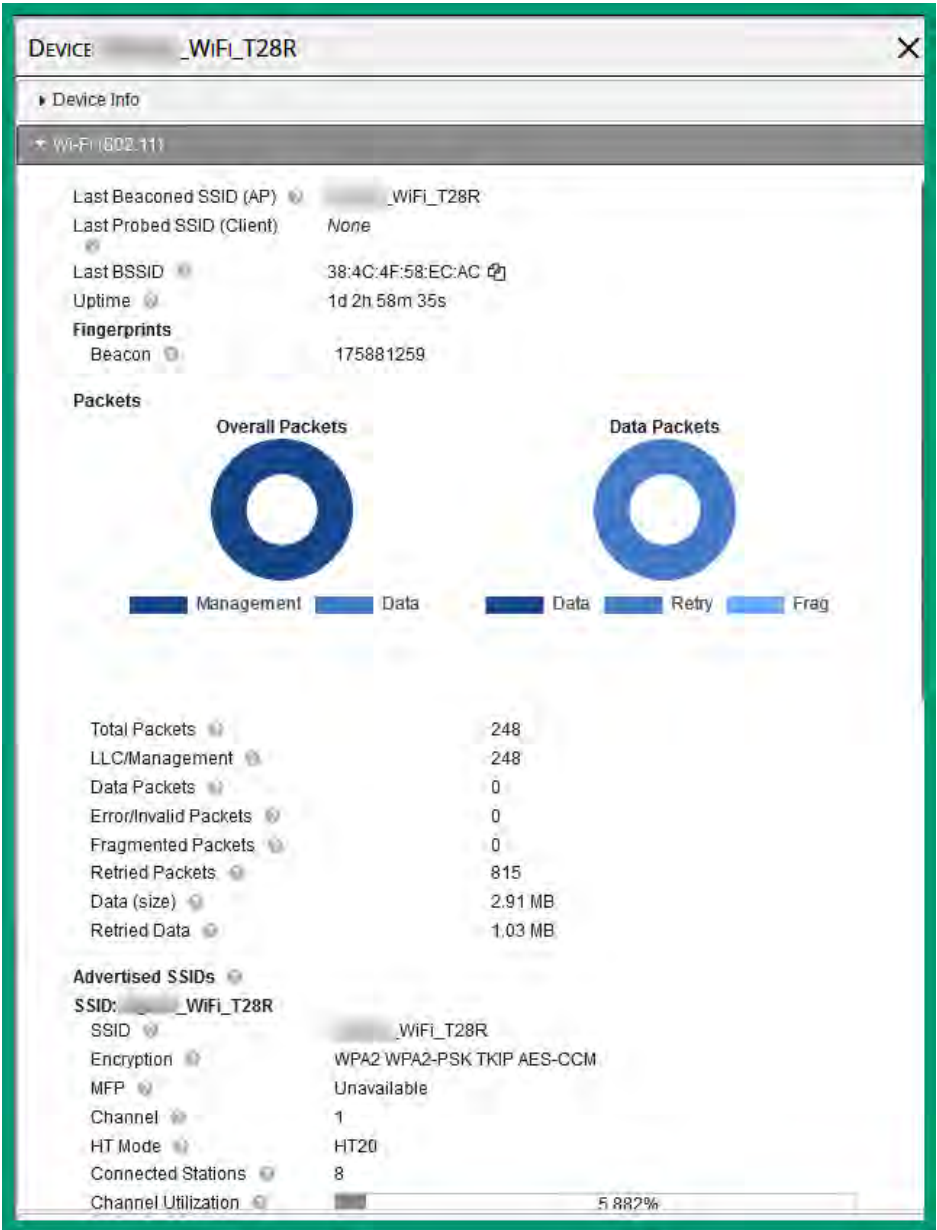 DEVICE _WIFI_T28R
Device Info
Wi-Fi (802.11)
Last Beaconed SSID (AP) _WiFi_T28R
Last Probed SSID (Client) None
Last BSSID 38:4C:4F:58:EC:AC
Uptime 1d 2h 58m 35s
Fingerprints
Beacon 175881259
Packets
Overall Packets Data Packets
Management Data Data Retry Frag
Total Packets 248
LLC/Management 248
Data Packets 0
Error/Invalid Packets 0
Fragmented Packets 0
Retried Packets 815
Data (size) 2.91 MB
Retried Data 1.03 MB
Advertised SSIDs
SSID: _WiFi_T28R
SSID _WiFi_T28R
Encryption WPA2 WPA2-PSK TKIP AES-CCM
MFP Unavailable
Channel 1
HT Mode HT20
Connected Stations 8
Channel Utilization 5.882%